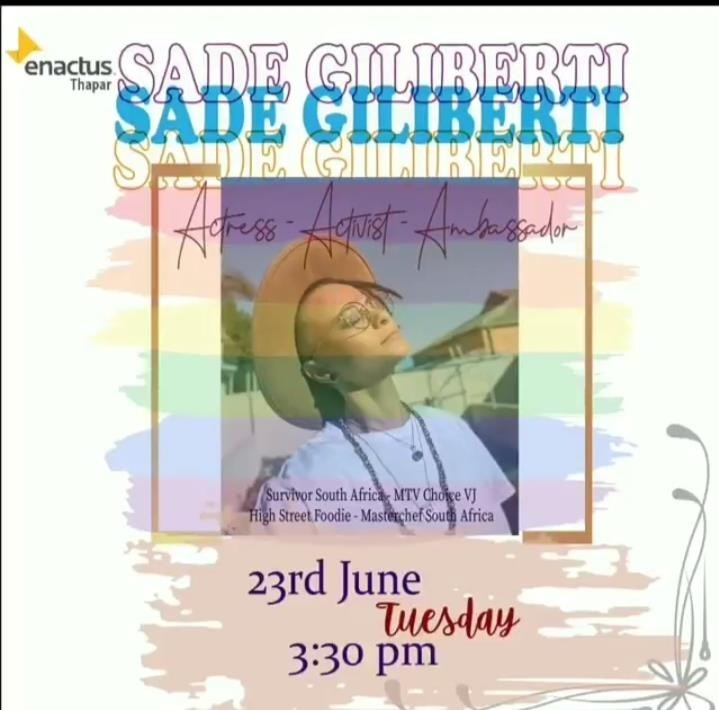 enactus
Thapar
SADE GILIBERTI
SADE GILIBERTI
SADE GILIBERTI
Actress - Activist - Ambassador
Survivor South Africa - MTV Choice VJ
High Street Foodie - Masterchef South Africa
23rd June
Tuesday
3:30 pm